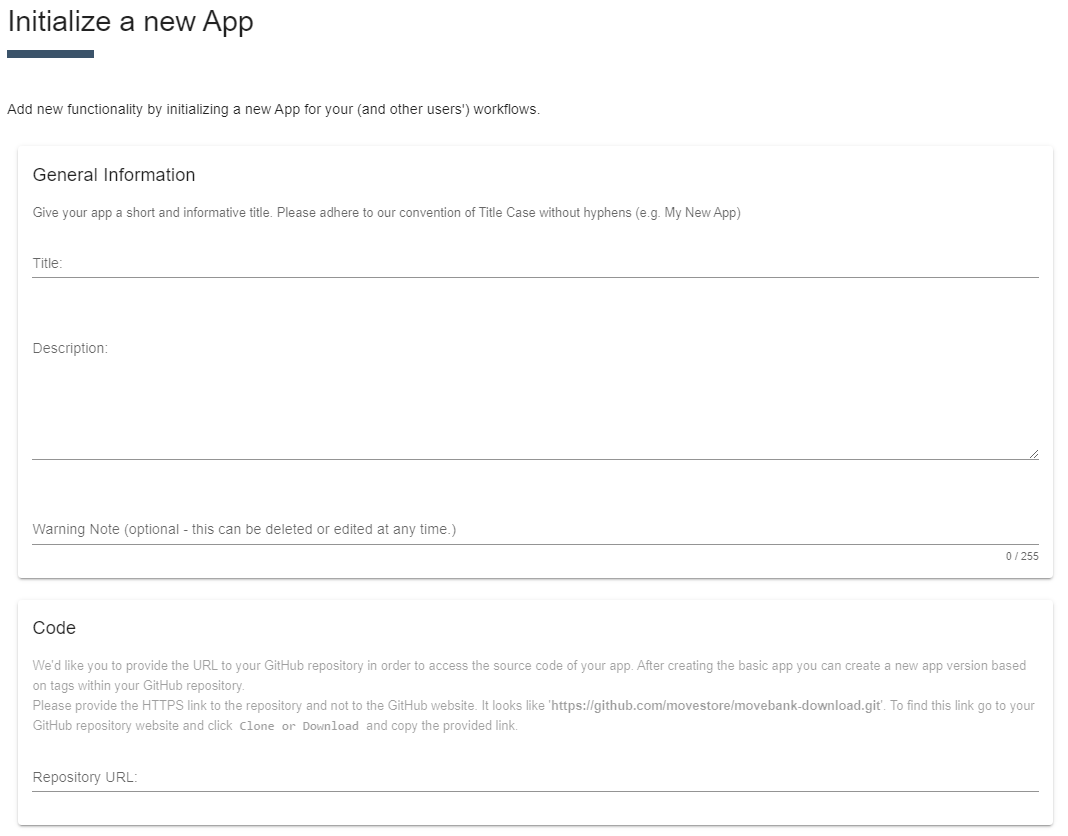 Initialize a new App
Add new functionality by initializing a new App for your (and other users') workflows.
General Information
Give your app a short and informative title. Please adhere to our convention of Title Case without hyphens (e.g. My New App)
Title:
Description:
Warning Note (optional - this can be deleted or edited at any time.)
0 / 255
Code
We'd like you to provide the URL to your GitHub repository in order to access the source code of your app. After creating the basic app you can create a new app version based
on tags within your GitHub repository.
Please provide the HTTPS link to the repository and not to the GitHub website. It looks like 'https://github.com/movestore/movebank-download.git'. To find this link go to your
GitHub repository website and click Clone or Download and copy the provided link.
Repository URL: